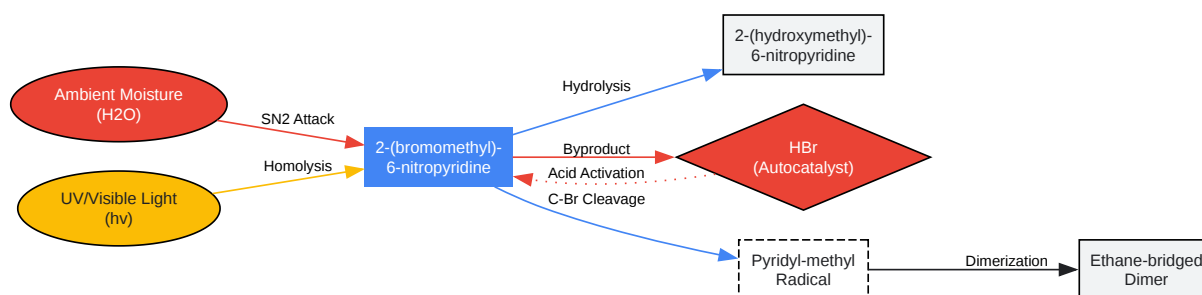 Ambient Moisture
(H2O)
SN2 Attack
UV/Visible Light
(hv)
Homolysis
2-(bromomethyl)-
6-nitropyridine
Hydrolysis
2-(hydroxymethyl)-
6-nitropyridine
Byproduct
HBr
(Autocatalyst)
Acid Activation
C-Br Cleavage
Pyridyl-methyl
Radical
Dimerization
Ethane-bridged
Dimer